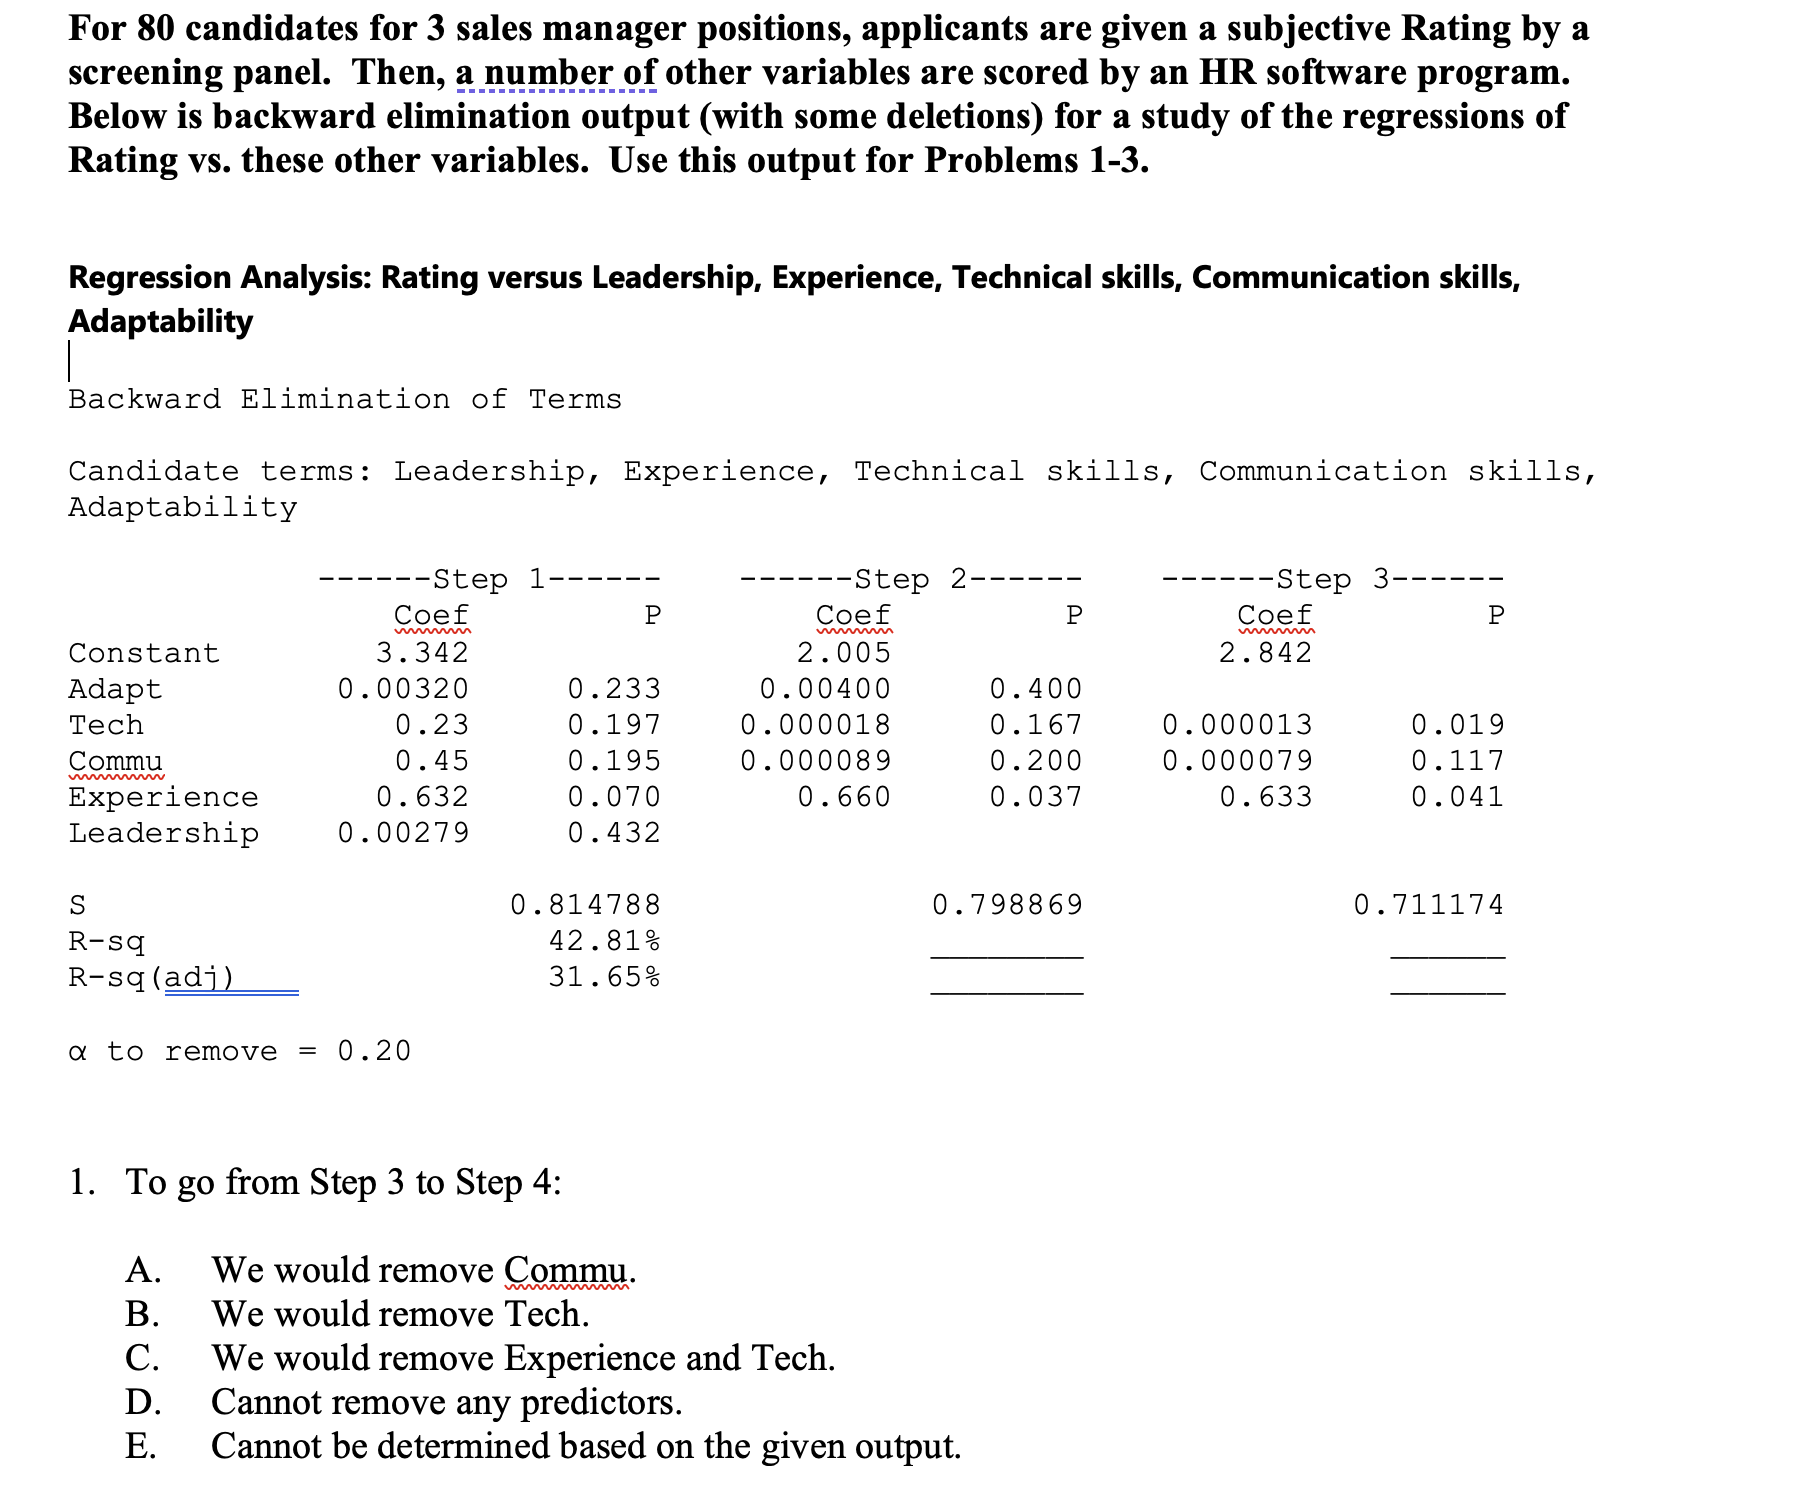 For 80 candidates for 3 sales manager positions, applicants are given a subjective Rating by a
screening panel.  Then, a number of other variables are scored by an HR software program.
Below is backward elimination output (with some deletions) for a study of the regressions of
Rating vs. these other variables.  Use this output for Problems 1-3.
Regression Analysis: Rating versus Leadership, Experience, Technical skills, Communication skills,
Adaptability
Backward Elimination of Terms
Candidate terms: Leadership, Experience, Technical skills, Communication skills,
Adaptability
------Step 1------ ------Step 2------ ------Step 3------
Coef P Coef P Coef P
Constant 3.342 2.005 2.842
Adapt 0.00320 0.233 0.00400 0.400
Tech 0.23 0.197 0.000018 0.167 0.000013 0.019
Commu 0.45 0.195 0.000089 0.200 0.000079 0.117
Experience 0.632 0.070 0.660 0.037 0.633 0.041
Leadership 0.00279 0.432
S 0.814788 0.798869 0.711174
R-sq 42.81% ________ ______
R-sq(adj) 31.65% ________ ______
α to remove = 0.20
1. To go from Step 3 to Step 4:
A. We would remove Commu.
B. We would remove Tech.
C. We would remove Experience and Tech.
D. Cannot remove any predictors.
E. Cannot be determined based on the given output.